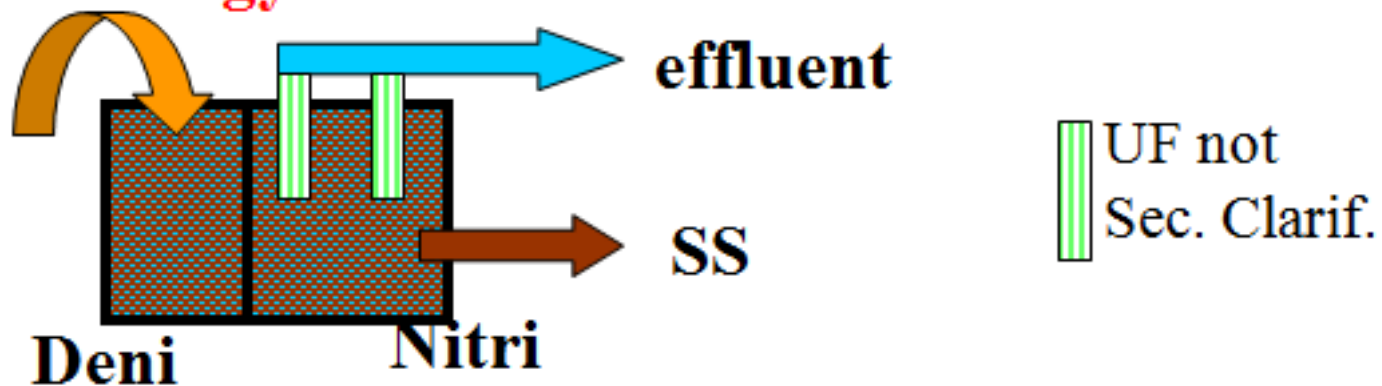 effluent
UF not
Sec. Clarif.
SS
Nitri
Deni